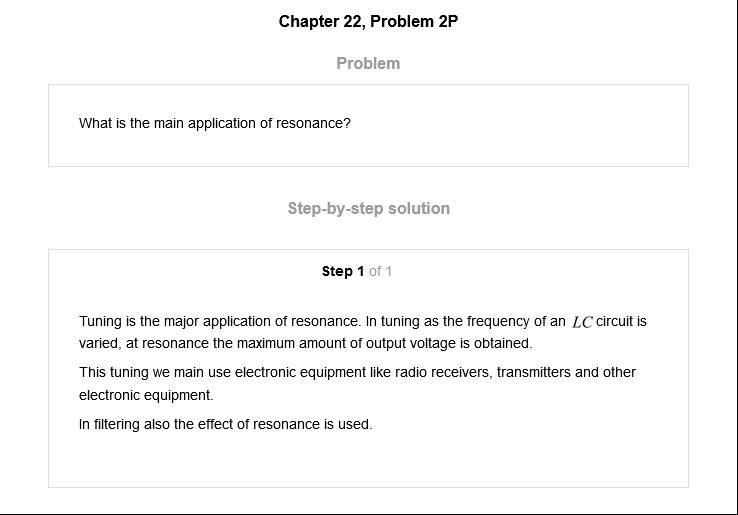 Chapter 22, Problem 2P
Problem
What is the main application of resonance?
Step-by-step solution
Step 1 of 1
Tuning is the major application of resonance. In tuning as the frequency of an LC circuit is
varied, at resonance the maximum amount of output voltage is obtained.
This tuning we main use electronic equipment like radio receivers, transmitters and other
electronic equipment.
In filtering also the effect of resonance is used.